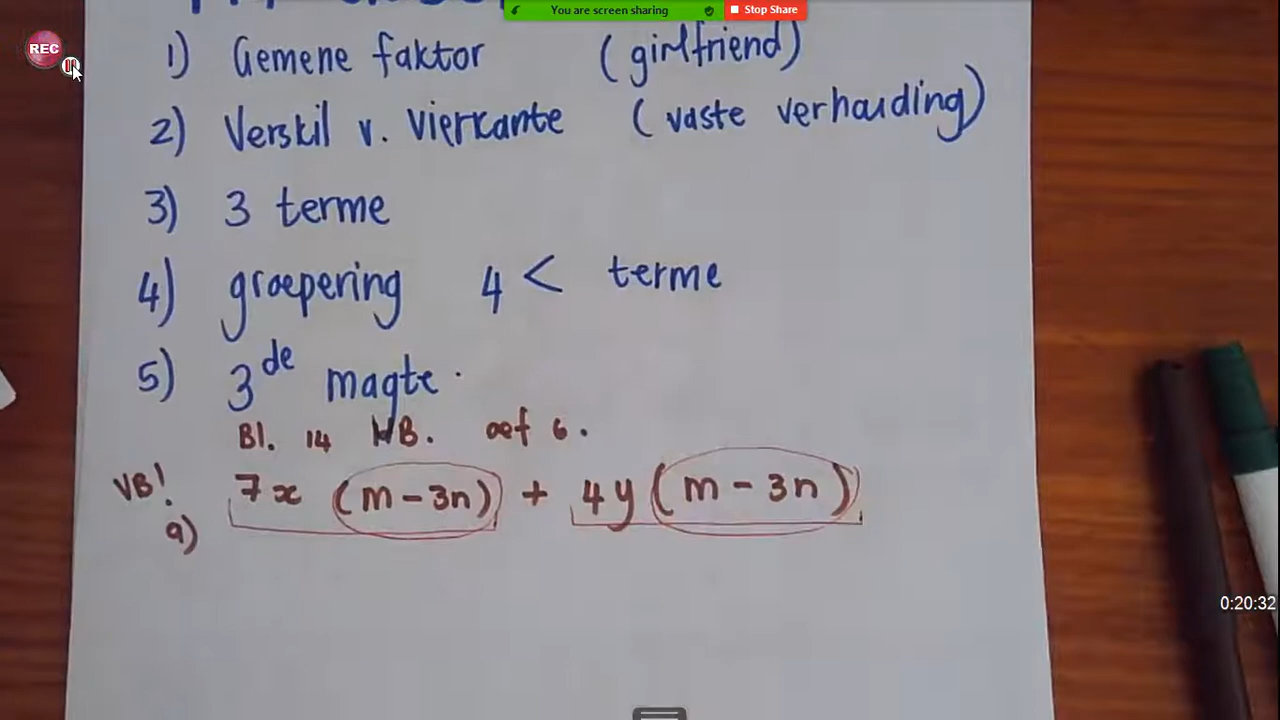 You are screen sharing Stop Share
REC
1) Gemene faktor (girlfriend)
2) Verskil v. Vierkante (vaste verhouding)
3) 3 terme
4) groepering 4 < terme
5) 3de magte.
Bl. 14 HB. oef 6.
VB! 7x (m-3n) + 4y (m-3n)
a)
0:20:32